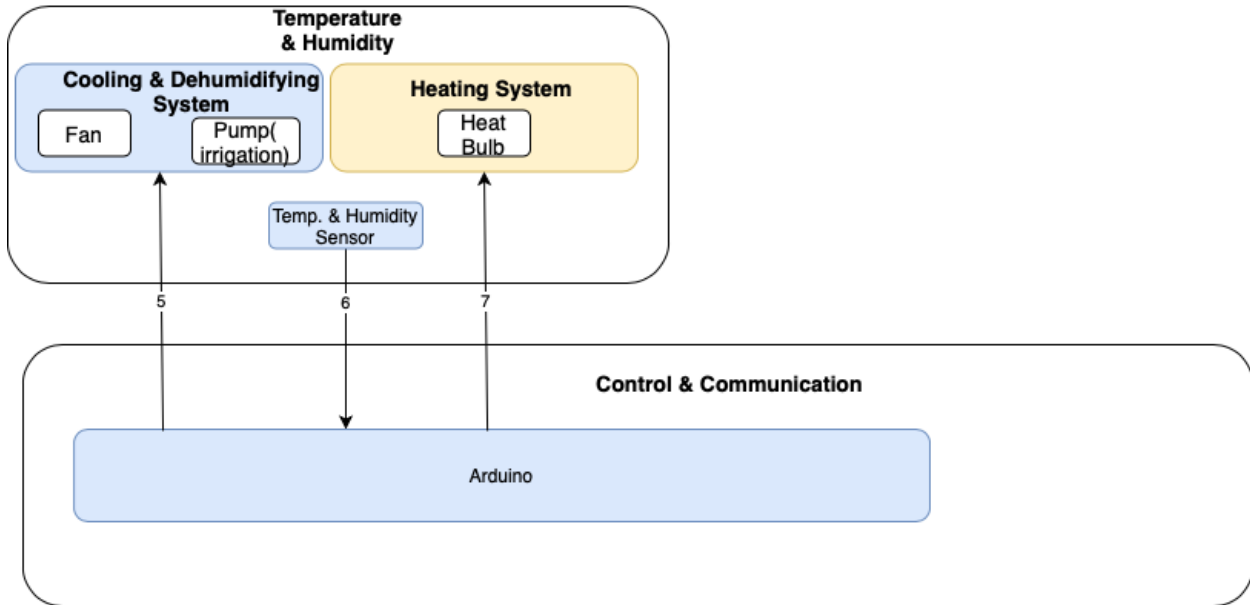 Temperature
& Humidity
Cooling & Dehumidifying
System
Fan
Pump(
irrigation)
Heating System
Heat
Bulb
Temp. & Humidity
Sensor
5
6
7
Control & Communication
Arduino